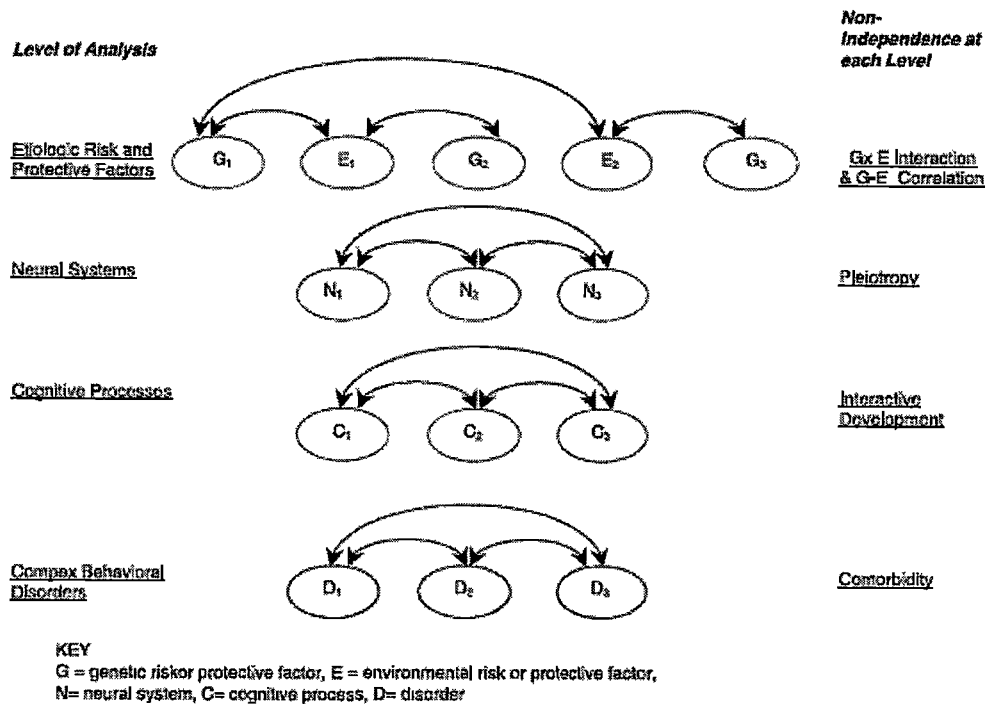 Level of Analysis
Non-
Independence at
each Level
Etiologic Risk and
Protective Factors
G₁
E₁
G₂
E₂
G₃
Gx E Interaction
& G-E Correlation
Neural Systems
N₁
N₂
N₃
Pleiotropy
Cognitive Processes
C₁
C₂
C₃
Interactive
Development
Compex Behavioral
Disorders
D₁
D₂
D₃
Comorbidity
KEY
G = genetic riskor protective factor, E = environmental risk or protective factor,
N= neural system, C= cognitive process, D= disorder